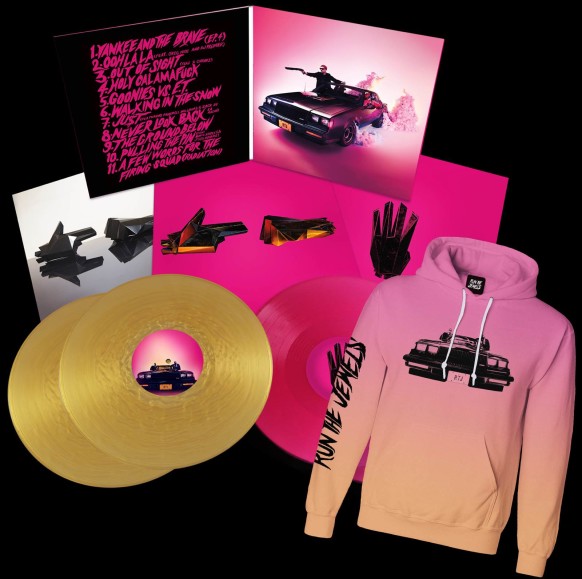 1. YANKEE AND THE BRAVE (EP. 4)
2. OOH LA LA
3. OUT OF SIGHT
4. HOLY CALAMAFUCK
5. GOONIES VS. E.T.
6. WALKING IN THE SNOW
7. JUST
8. NEVER LOOK BACK
9. THE GROUND BELOW
10. PULLING THE PIN
11. A FEW WORDS FOR THE
FIRING SQUAD (RADIATION)
RUN THE JEWELS
RUN THE JEWELS
RTJ